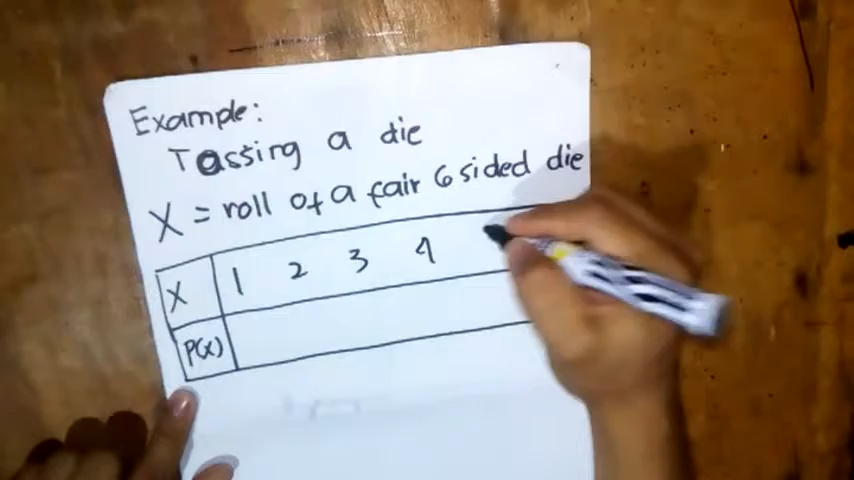 Example:
Tossing a die
X = roll of a fair 6 sided die
X 1 2 3 4
P(x)